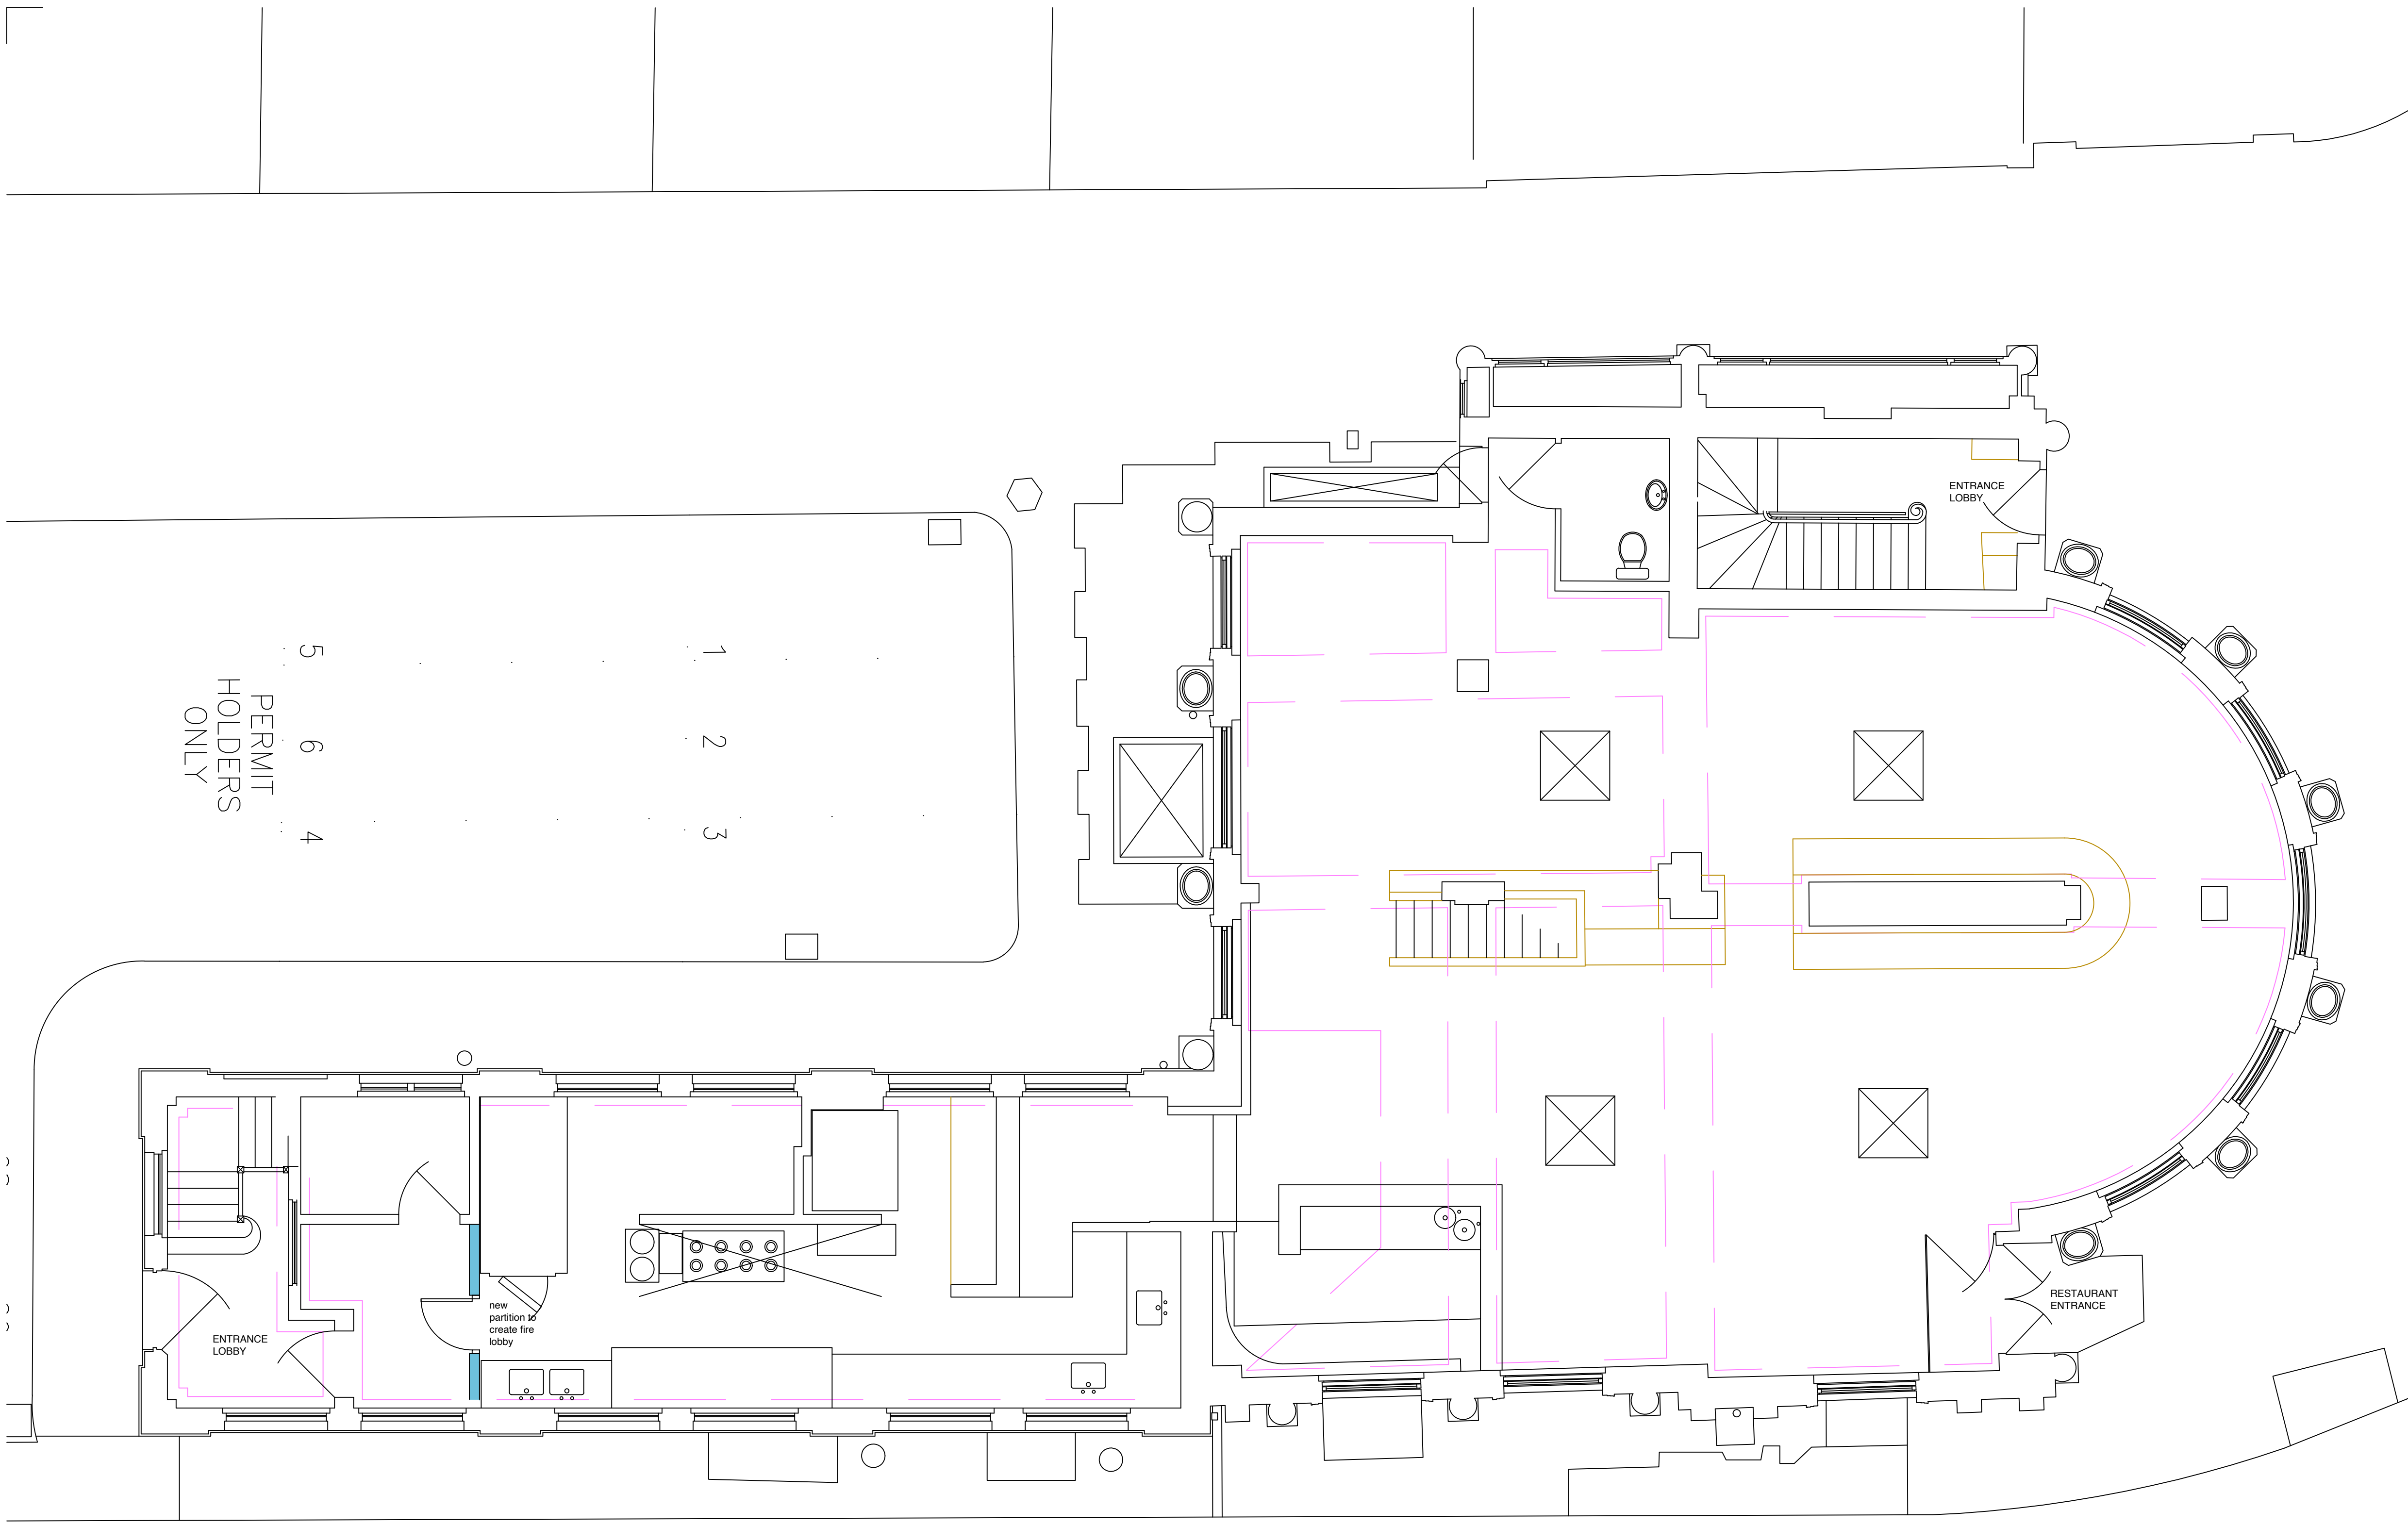 ENTRANCE
LOBBY
1
2
3
5
6
4
PERMIT
HOLDERS
ONLY
new
partition to
create fire
lobby
ENTRANCE
LOBBY
RESTAURANT
ENTRANCE